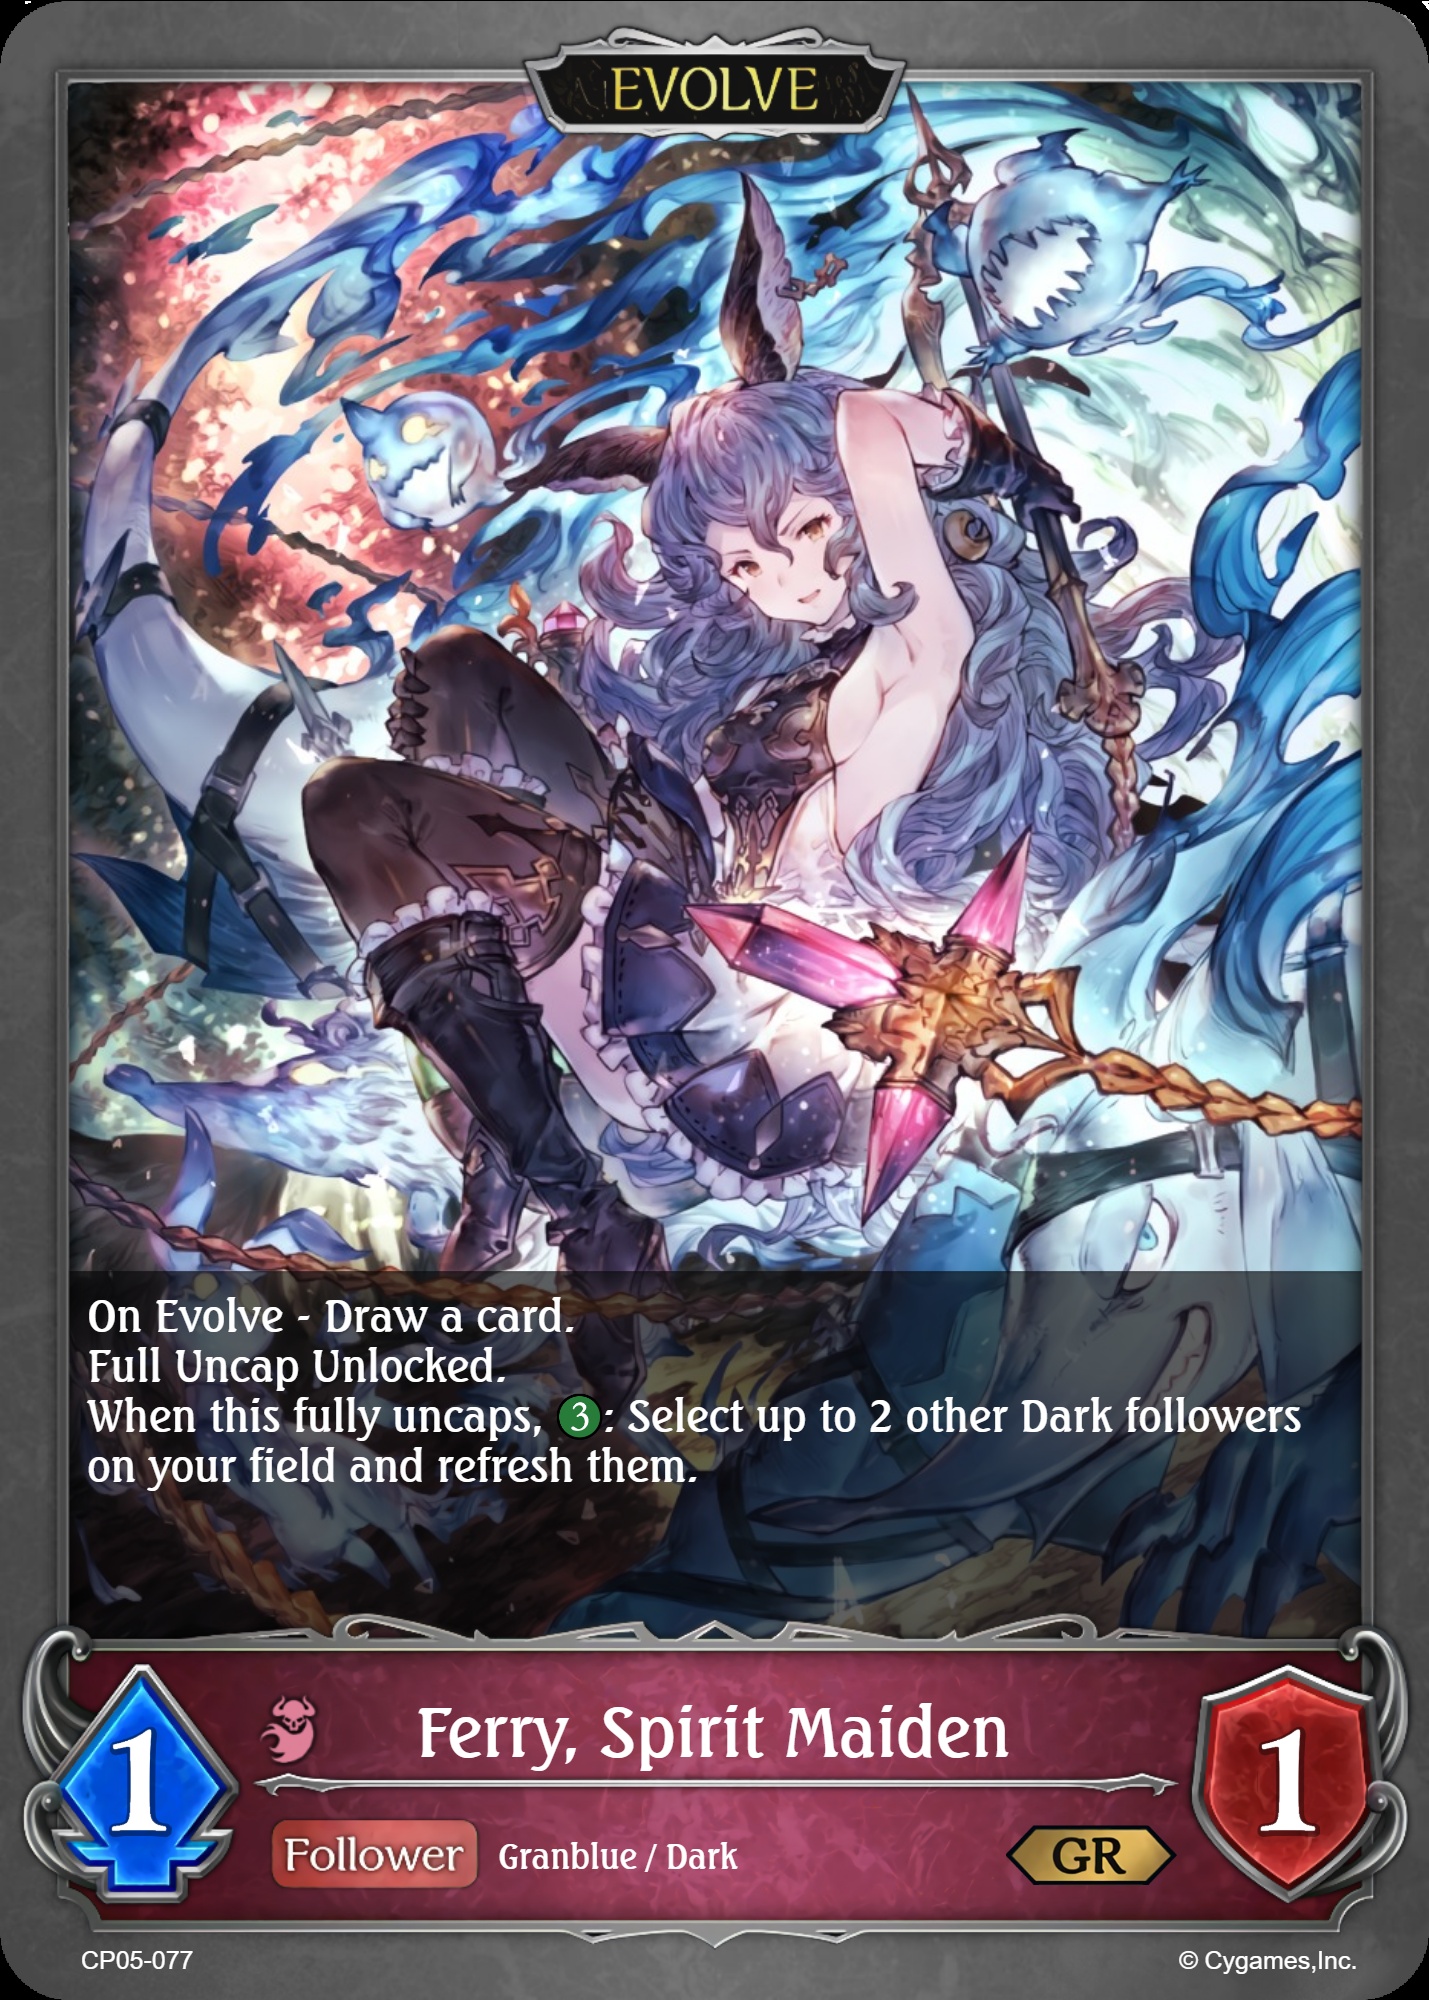 EVOLVE
On Evolve - Draw a card.
Full Uncap Unlocked.
When this fully uncaps, 3: Select up to 2 other Dark followers
on your field and refresh them.
1
Ferry, Spirit Maiden
1
Follower
Granblue / Dark
GR
CP05-077
© Cygames,Inc.